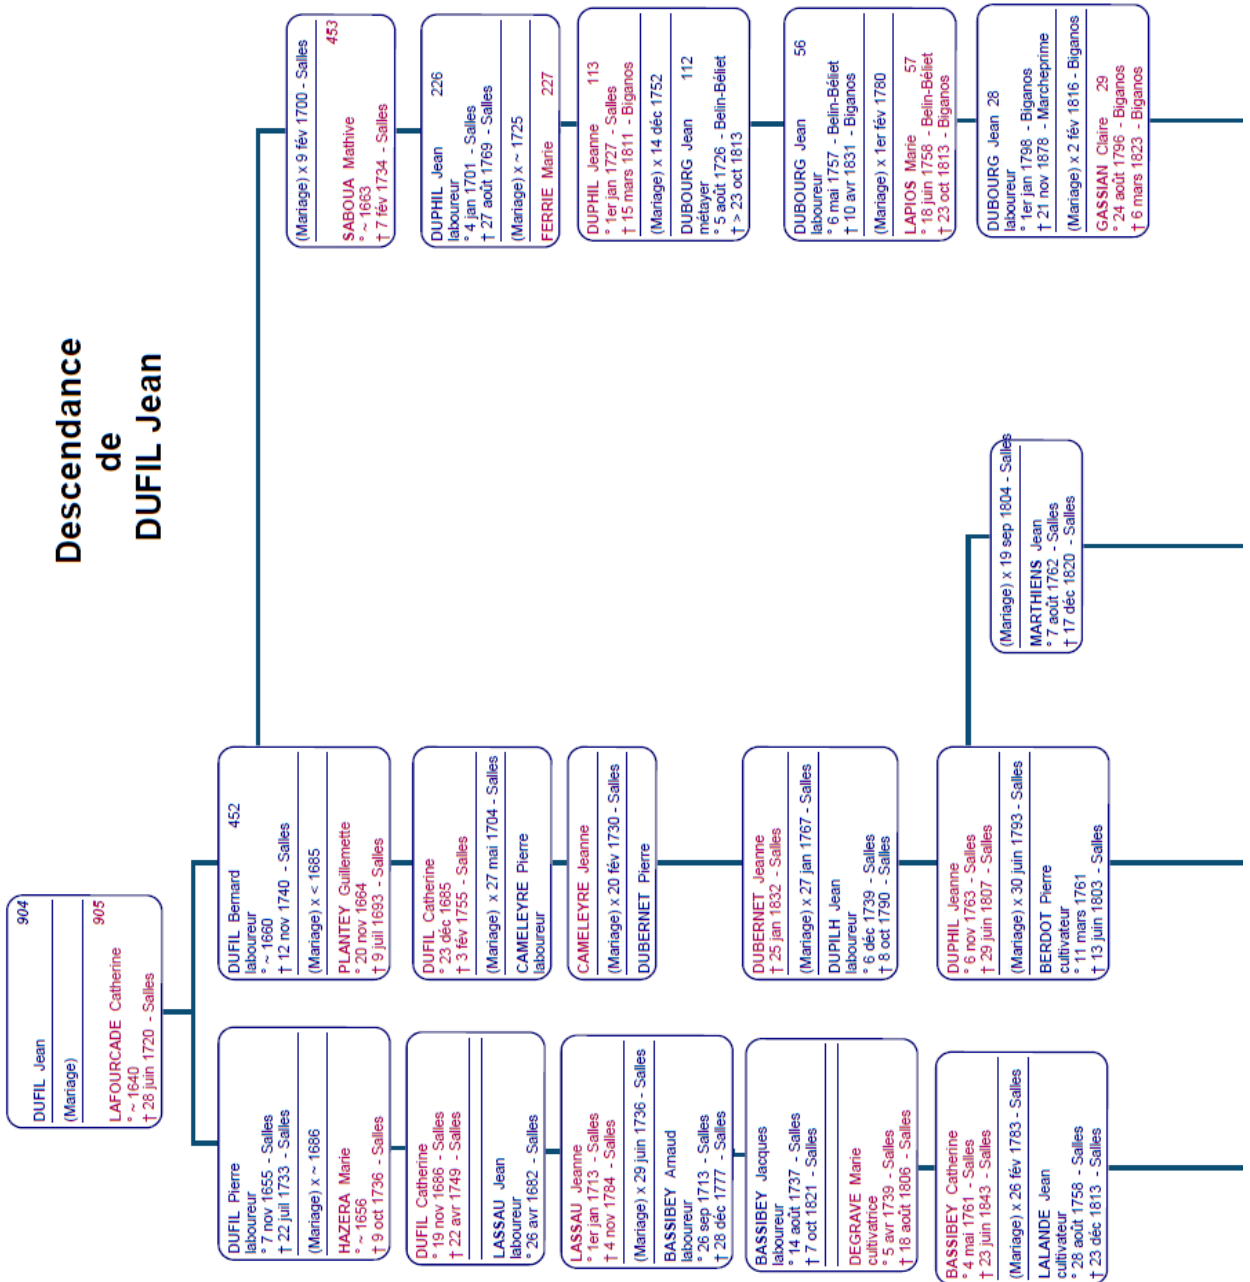 Descendance
de
DUFIL Jean
DUFIL Jean 904
(Mariage)
LAFOURCADE Catherine 905
° ~ 1640
† 28 juin 1720 - Salles
DUFIL Pierre
laboureur
° 7 nov 1655 - Salles
† 22 juil 1733 - Salles
(Mariage) x ~ 1686
HAZERA Marie
° ~ 1656
† 9 oct 1736 - Salles
DUFIL Bernard 452
laboureur
° ~ 1660
† 12 nov 1740 - Salles
(Mariage) x < 1685
PLANTEY Guillemette
° 20 nov 1664
† 9 juil 1693 - Salles
(Mariage) x 9 fév 1700 - Salles
SABOUA Mathive 453
° ~ 1663
† 7 fév 1734 - Salles
DUFIL Catherine
° 19 nov 1686 - Salles
† 22 avr 1749 - Salles
LASSAU Jean
laboureur
° 26 avr 1682 - Salles
DUFIL Catherine
° 23 déc 1685
† 3 fév 1755 - Salles
(Mariage) x 27 mai 1704 - Salles
CAMELEYRE Pierre
laboureur
DUPHIL Jean 226
laboureur
° 4 jan 1701 - Salles
† 27 août 1769 - Salles
(Mariage) x ~ 1725
FERRIE Marie 227
LASSAU Jeanne
° 1er jan 1713 - Salles
† 4 nov 1784 - Salles
(Mariage) x 29 juin 1736 - Salles
BASSIBEY Arnaud
laboureur
° 26 sep 1713 - Salles
† 28 déc 1777 - Salles
CAMELEYRE Jeanne
(Mariage) x 20 fév 1730 - Salles
DUBERNET Pierre
DUPHIL Jeanne 113
° 1er jan 1727 - Salles
† 15 mars 1811 - Biganos
(Mariage) x 14 déc 1752
DUBOURG Jean 112
métayer
° 5 août 1726 - Belin-Béliet
† > 23 oct 1813
BASSIBEY Jacques
laboureur
° 14 août 1737 - Salles
† 7 oct 1821 - Salles
DEGRAVE Marie
cultivatrice
° 5 avr 1739 - Salles
† 18 août 1806 - Salles
DUBERNET Jeanne
† 25 jan 1832 - Salles
(Mariage) x 27 jan 1767 - Salles
DUPILH Jean
laboureur
° 6 déc 1739 - Salles
† 8 oct 1790 - Salles
DUBOURG Jean 56
laboureur
° 6 mai 1757 - Belin-Béliet
† 10 avr 1831 - Biganos
(Mariage) x 1er fév 1780
LAPIOS Marie 57
° 18 juin 1758 - Belin-Béliet
† 23 oct 1813 - Biganos
BASSIBEY Catherine
° 4 mai 1761 - Salles
† 23 juin 1843 - Salles
(Mariage) x 26 fév 1783 - Salles
LALANDE Jean
cultivateur
° 28 août 1758 - Salles
† 23 déc 1813 - Salles
DUPHIL Jeanne
° 6 nov 1763 - Salles
† 29 juin 1807 - Salles
(Mariage) x 30 juin 1793 - Salles
BERDOT Pierre
cultivateur
° 11 mars 1761
† 13 juin 1803 - Salles
(Mariage) x 19 sep 1804 - Salles
MARTHIENS Jean
° 7 août 1762 - Salles
† 17 déc 1820 - Salles
DUBOURG Jean 28
laboureur
° 1er jan 1798 - Biganos
† 21 nov 1878 - Marcheprime
(Mariage) x 2 fév 1816 - Biganos
GASSIAN Claire 29
° 24 août 1796 - Biganos
† 6 mars 1823 - Biganos